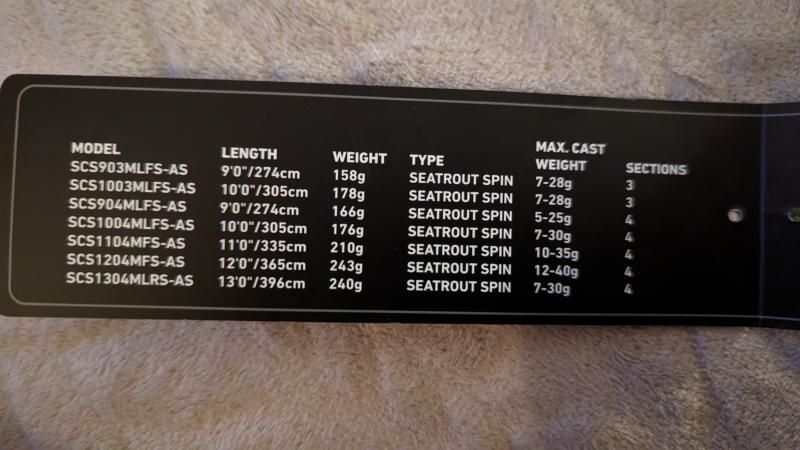 MODEL LENGTH WEIGHT TYPE MAX. CAST WEIGHT SECTIONS
SCS903MLFS-AS 9'0"/274cm 158g SEATROUT SPIN 7-28g 3
SCS1003MLFS-AS 10'0"/305cm 178g SEATROUT SPIN 7-28g 3
SCS904MLFS-AS 9'0"/274cm 166g SEATROUT SPIN 5-25g 4
SCS1004MLFS-AS 10'0"/305cm 176g SEATROUT SPIN 7-30g 4
SCS1104MFS-AS 11'0"/335cm 210g SEATROUT SPIN 10-35g 4
SCS1204MFS-AS 12'0"/365cm 243g SEATROUT SPIN 12-40g 4
SCS1304MLRS-AS 13'0"/396cm 240g SEATROUT SPIN 7-30g 4